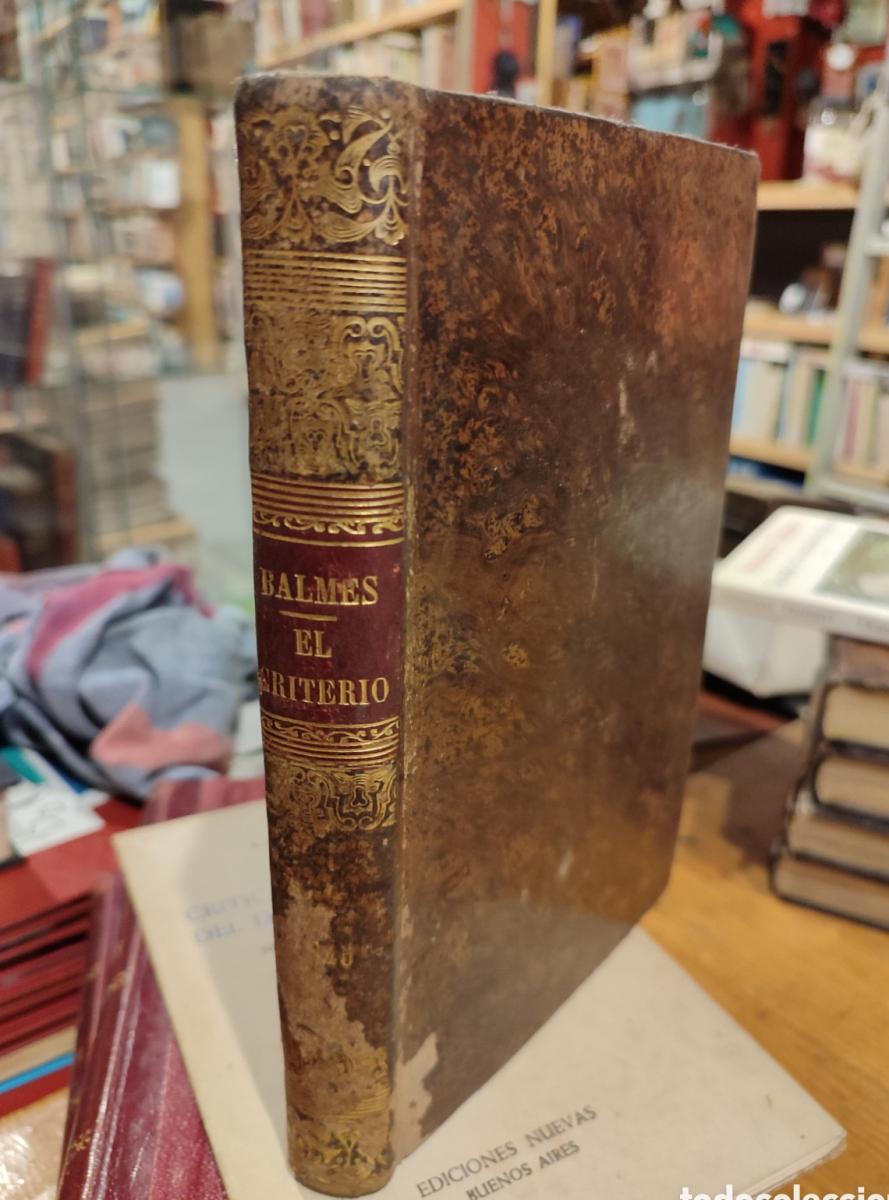 BALMES
EL
CRITERIO
EDICIONES NUEVAS
BUENOS AIRES
todocoleccion